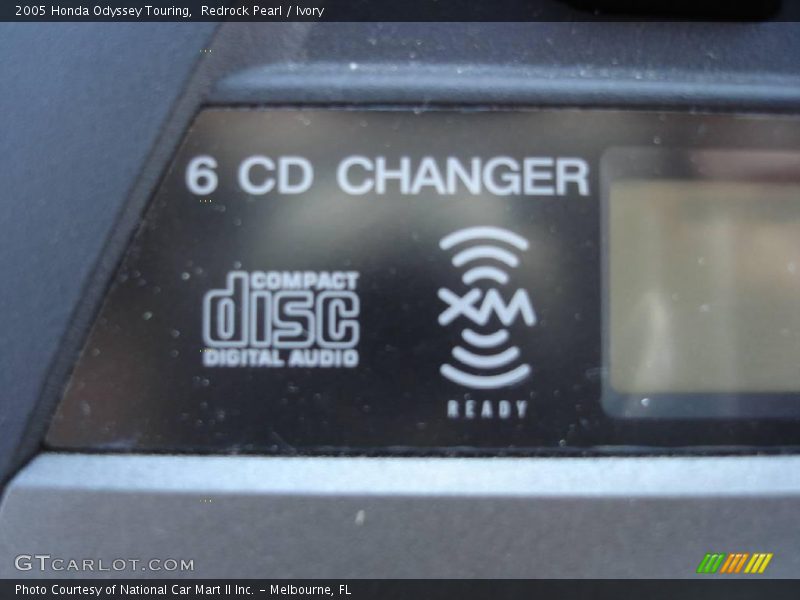 2005 Honda Odyssey Touring, Redrock Pearl / Ivory
6 CD CHANGER
COMPACT
disc
DIGITAL AUDIO
XM
READY
GTCARLOT.COM
Photo Courtesy of National Car Mart II Inc. - Melbourne, FL